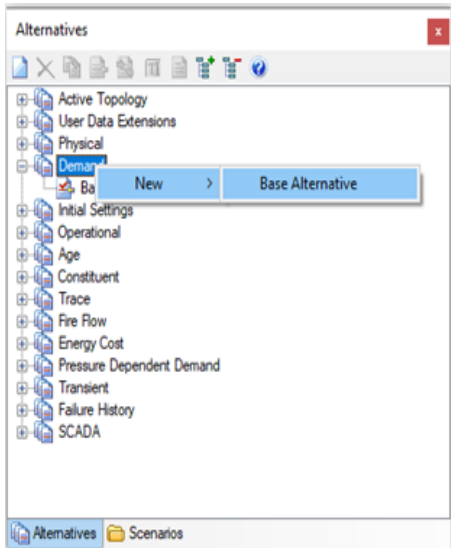 Alternatives
x
Active Topology
User Data Extensions
Physical
Demand
Ba New > Base Alternative
Initial Settings
Operational
Age
Constituent
Trace
Fire Flow
Energy Cost
Pressure Dependent Demand
Transient
Failure History
SCADA
Alternatives Scenarios